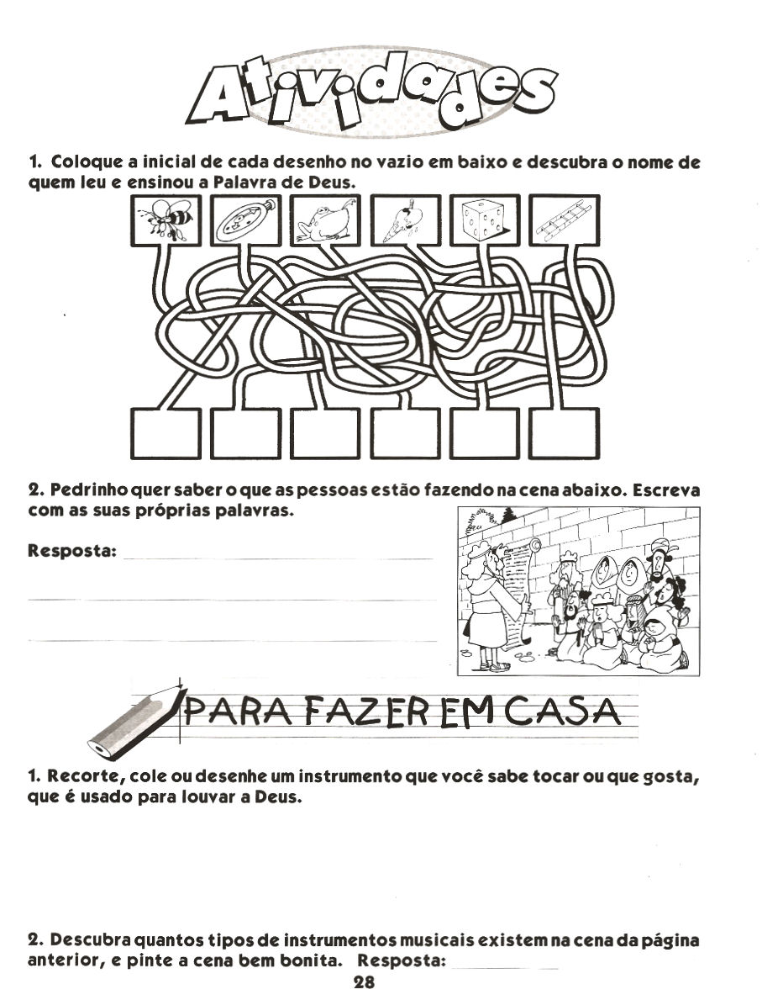 Atividades
1. Coloque a inicial de cada desenho no vazio em baixo e descubra o nome de
quem leu e ensinou a Palavra de Deus.
2. Pedrinho quer saber o que as pessoas estão fazendo na cena abaixo. Escreva
com as suas próprias palavras.
Resposta:
PARA FAZER EM CASA
1. Recorte, cole ou desenhe um instrumento que você sabe tocar ou que gosta,
que é usado para louvar a Deus.
2. Descubra quantos tipos de instrumentos musicais existem na cena da página
anterior, e pinte a cena bem bonita. Resposta:
28